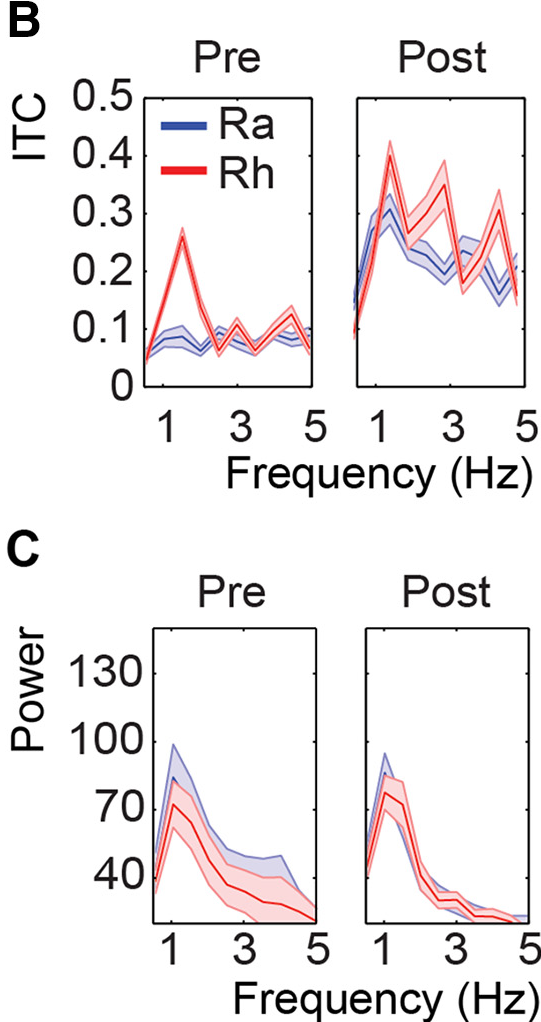 B
Pre Post
ITC
0.5
0.4
0.3
0.2
0.1
0
Ra
Rh
1 3 5 1 3 5
Frequency (Hz)
C
Pre Post
Power
130
100
70
40
1 3 5 1 3 5
Frequency (Hz)